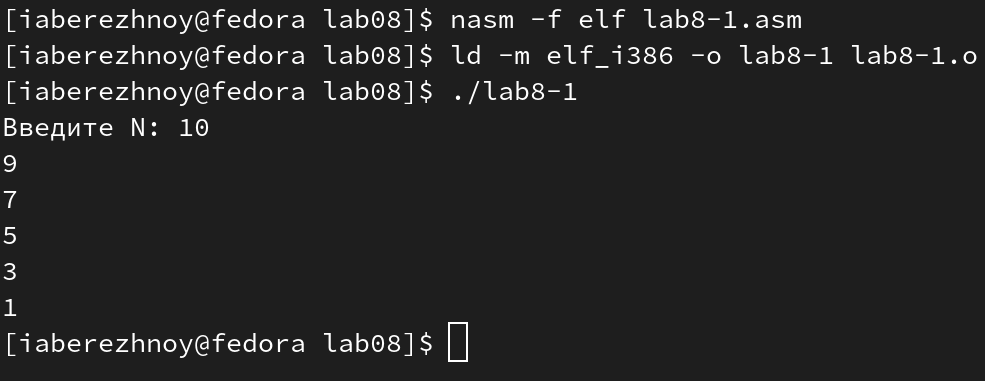 [iaberezhnoy@fedora lab08]$ nasm -f elf lab8-1.asm
[iaberezhnoy@fedora lab08]$ ld -m elf_i386 -o lab8-1 lab8-1.o
[iaberezhnoy@fedora lab08]$ ./lab8-1
Введите N: 10
9
7
5
3
1
[iaberezhnoy@fedora lab08]$